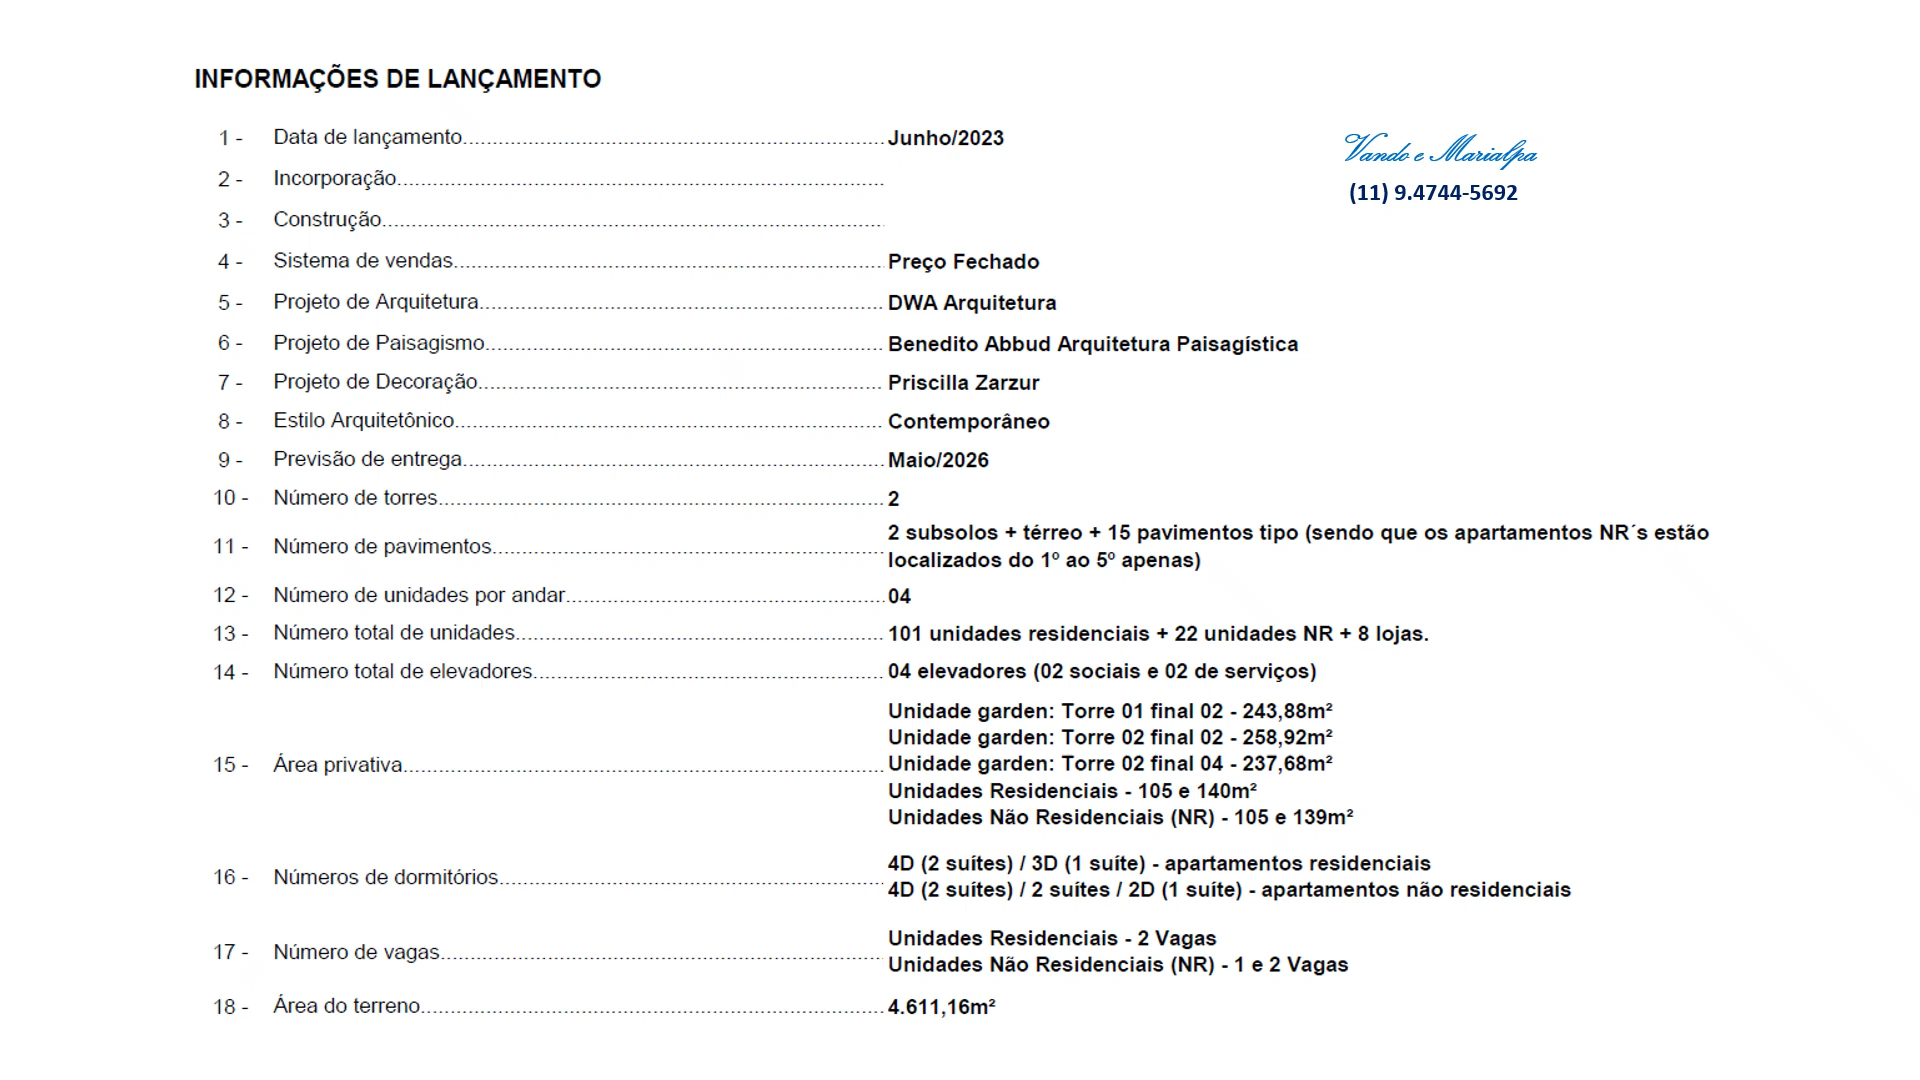 INFORMAÇÕES DE LANÇAMENTO
1 - Data de lançamento Junho/2023
Vando e Marialpa
(11) 9.4744-5692
2 - Incorporação
3 - Construção
4 - Sistema de vendas Preço Fechado
5 - Projeto de Arquitetura DWA Arquitetura
6 - Projeto de Paisagismo Benedito Abbud Arquitetura Paisagística
7 - Projeto de Decoração Priscilla Zarzur
8 - Estilo Arquitetônico Contemporâneo
9 - Previsão de entrega Maio/2026
10 - Número de torres 2
11 - Número de pavimentos 2 subsolos + térreo + 15 pavimentos tipo (sendo que os apartamentos NR´s estão
localizados do 1º ao 5º apenas)
12 - Número de unidades por andar 04
13 - Número total de unidades 101 unidades residenciais + 22 unidades NR + 8 lojas.
14 - Número total de elevadores 04 elevadores (02 sociais e 02 de serviços)
15 - Área privativa
Unidade garden: Torre 01 final 02 - 243,88m²
Unidade garden: Torre 02 final 02 - 258,92m²
Unidade garden: Torre 02 final 04 - 237,68m²
Unidades Residenciais - 105 e 140m²
Unidades Não Residenciais (NR) - 105 e 139m²
16 - Números de dormitórios
4D (2 suítes) / 3D (1 suíte) - apartamentos residenciais
4D (2 suítes) / 2 suítes / 2D (1 suíte) - apartamentos não residenciais
17 - Número de vagas
Unidades Residenciais - 2 Vagas
Unidades Não Residenciais (NR) - 1 e 2 Vagas
18 - Área do terreno 4.611,16m²